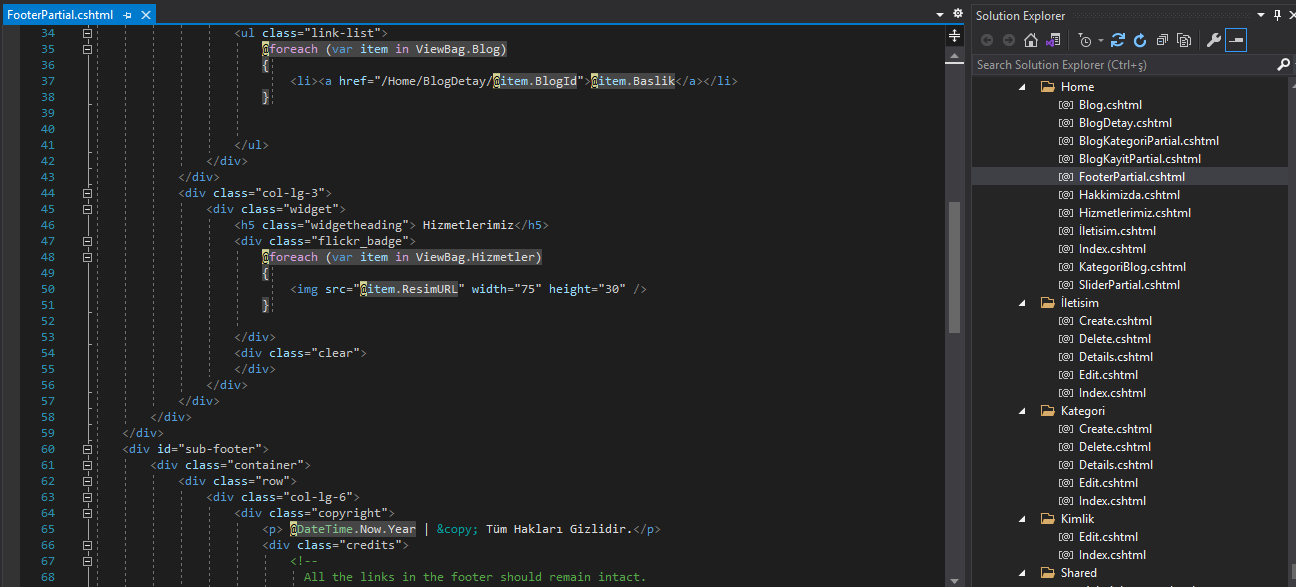 FooterPartial.cshtml
34 <ul class="link-list">
35 @foreach (var item in ViewBag.Blog)
36 {
37 <li><a href="/Home/BlogDetay/@item.BlogId">@item.Baslik</a></li>
38 }
39
40
41 </ul>
42 </div>
43 </div>
44 <div class="col-lg-3">
45 <div class="widget">
46 <h5 class="widgetheading"> Hizmetlerimiz</h5>
47 <div class="flickr_badge">
48 @foreach (var item in ViewBag.Hizmetler)
49 {
50 <img src="@item.ResimURL" width="75" height="30" />
51 }
52
53 </div>
54 <div class="clear">
55 </div>
56 </div>
57 </div>
58 </div>
59 </div>
60 <div id="sub-footer">
61 <div class="container">
62 <div class="row">
63 <div class="col-lg-6">
64 <div class="copyright">
65 <p> @DateTime.Now.Year | &copy; Tüm Hakları Gizlidir.</p>
66 <div class="credits">
67 <!--
68 All the links in the footer should remain intact.
Solution Explorer
Search Solution Explorer (Ctrl+ş)
Home
Blog.cshtml
BlogDetay.cshtml
BlogKategoriPartial.cshtml
BlogKayitPartial.cshtml
FooterPartial.cshtml
Hakkimizda.cshtml
Hizmetlerimiz.cshtml
İletisim.cshtml
Index.cshtml
KategoriBlog.cshtml
SliderPartial.cshtml
İletisim
Create.cshtml
Delete.cshtml
Details.cshtml
Edit.cshtml
Index.cshtml
Kategori
Create.cshtml
Delete.cshtml
Details.cshtml
Edit.cshtml
Index.cshtml
Kimlik
Edit.cshtml
Index.cshtml
Shared